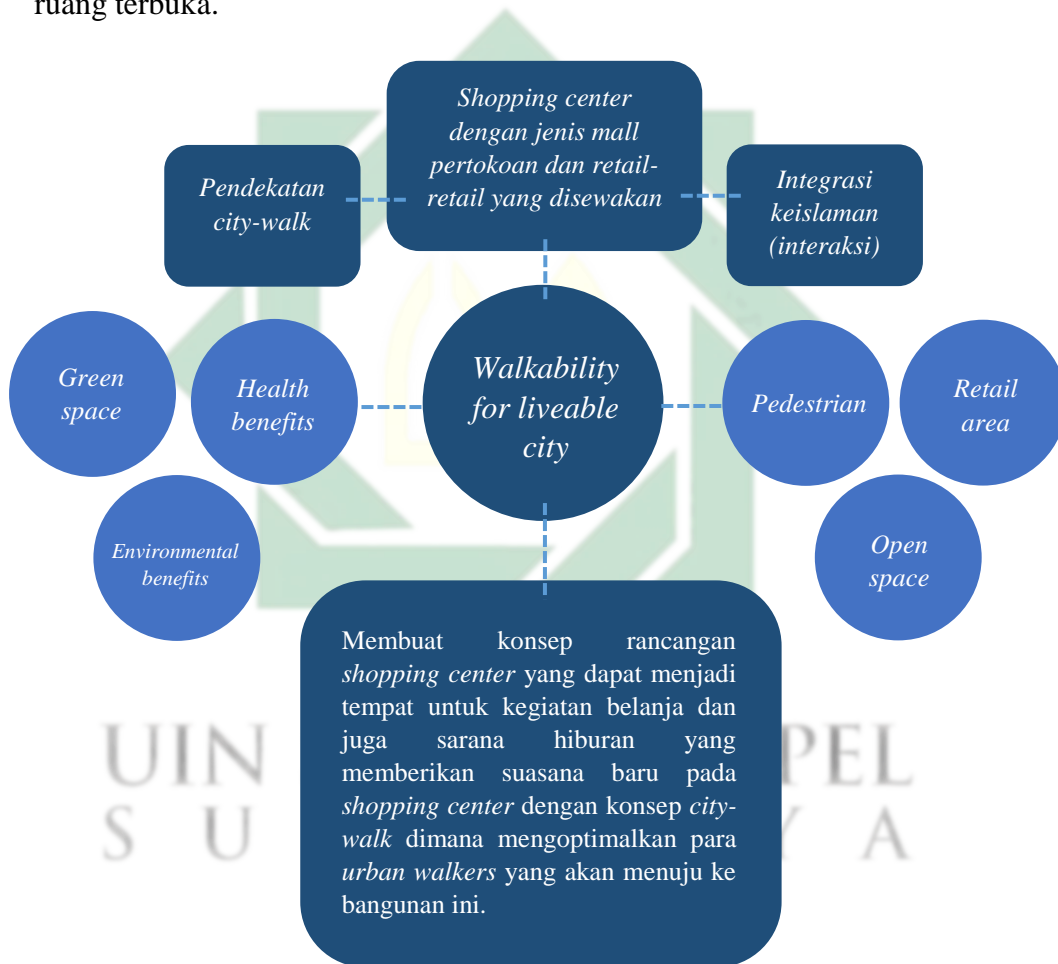 ruang terbuka.
Shopping center
dengan jenis mall
pertokoan dan retail-
retail yang disewakan
Pendekatan
city-walk
Integrasi
keislaman
(interaksi)
Green
space
Health
benefits
Environmental
benefits
Walkability
for liveable
city
Pedestrian
Retail
area
Open
space
Membuat konsep rancangan
shopping center yang dapat menjadi
tempat untuk kegiatan belanja dan
juga sarana hiburan yang
memberikan suasana baru pada
shopping center dengan konsep city-
walk dimana mengoptimalkan para
urban walkers yang akan menuju ke
bangunan ini.
UIN PEL
S U Y A